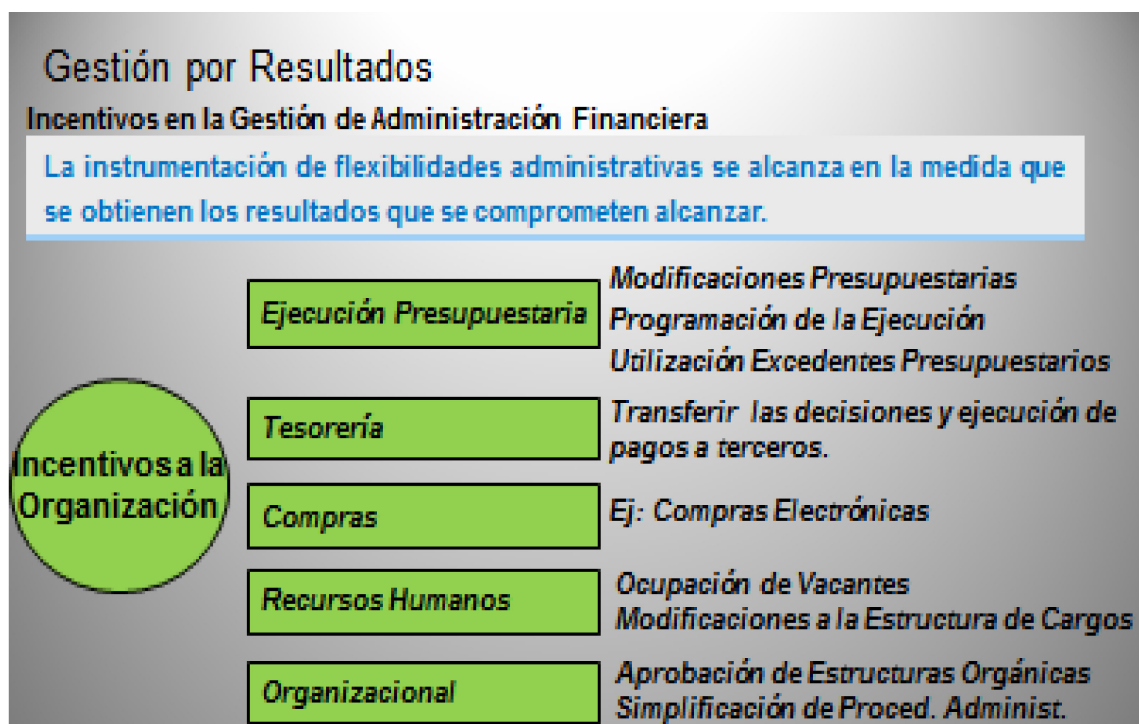 Gestión por Resultados
Incentivos en la Gestión de Administración Financiera
La instrumentación de flexibilidades administrativas se alcanza en la medida que
se obtienen los resultados que se comprometen alcanzar.
Incentivos a la
Organización
Ejecución Presupuestaria
Modificaciones Presupuestarias
Programación de la Ejecución
Utilización Excedentes Presupuestarios
Tesorería
Transferir las decisiones y ejecución de
pagos a terceros.
Compras
Ej: Compras Electrónicas
Recursos Humanos
Ocupación de Vacantes
Modificaciones a la Estructura de Cargos
Organizacional
Aprobación de Estructuras Orgánicas
Simplificación de Proced. Administ.